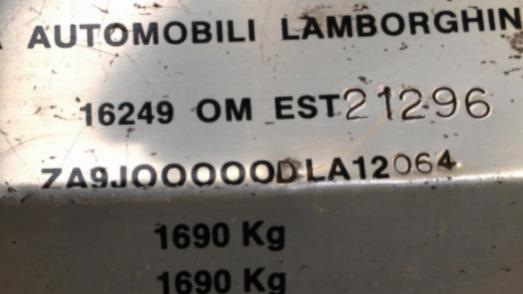 AUTOMOBILI LAMBORGHIN
16249 OM EST21296
ZA9J00000DLA12064
1690 Kg
1690 Kg